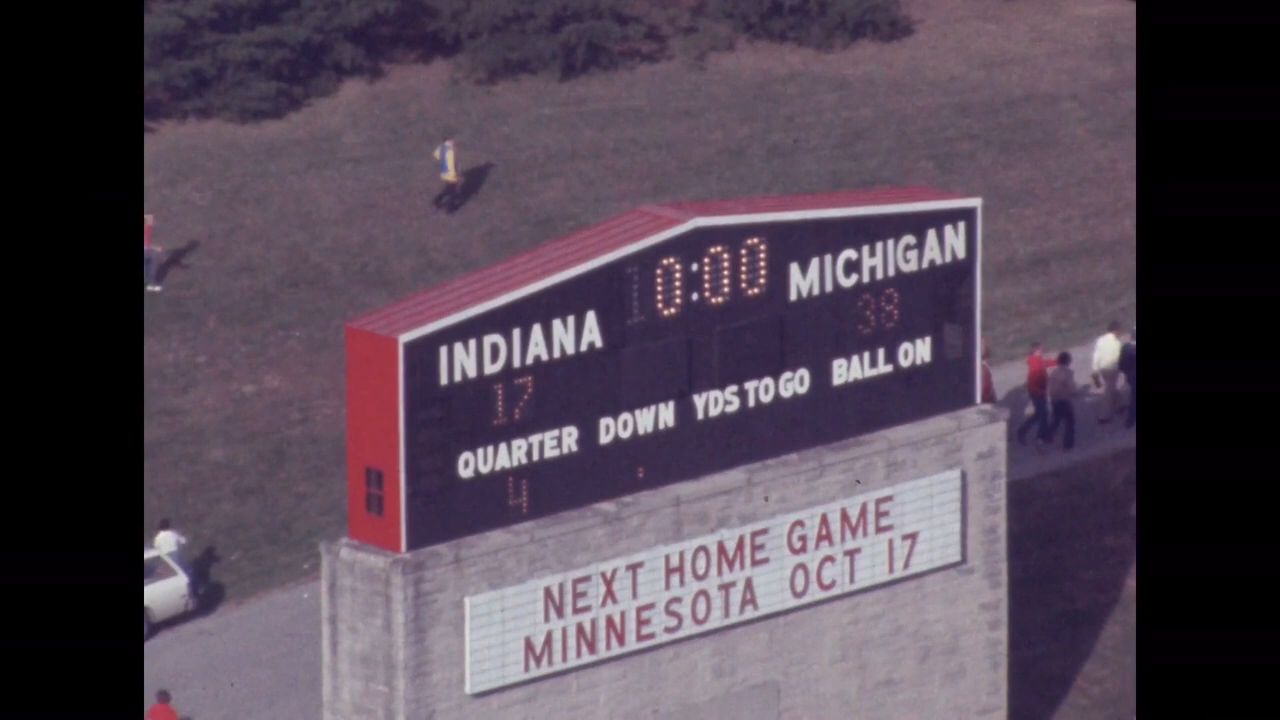 0:00
INDIANA MICHIGAN
17 38
QUARTER DOWN YDS TO GO BALL ON
4
NEXT HOME GAME
MINNESOTA OCT 17